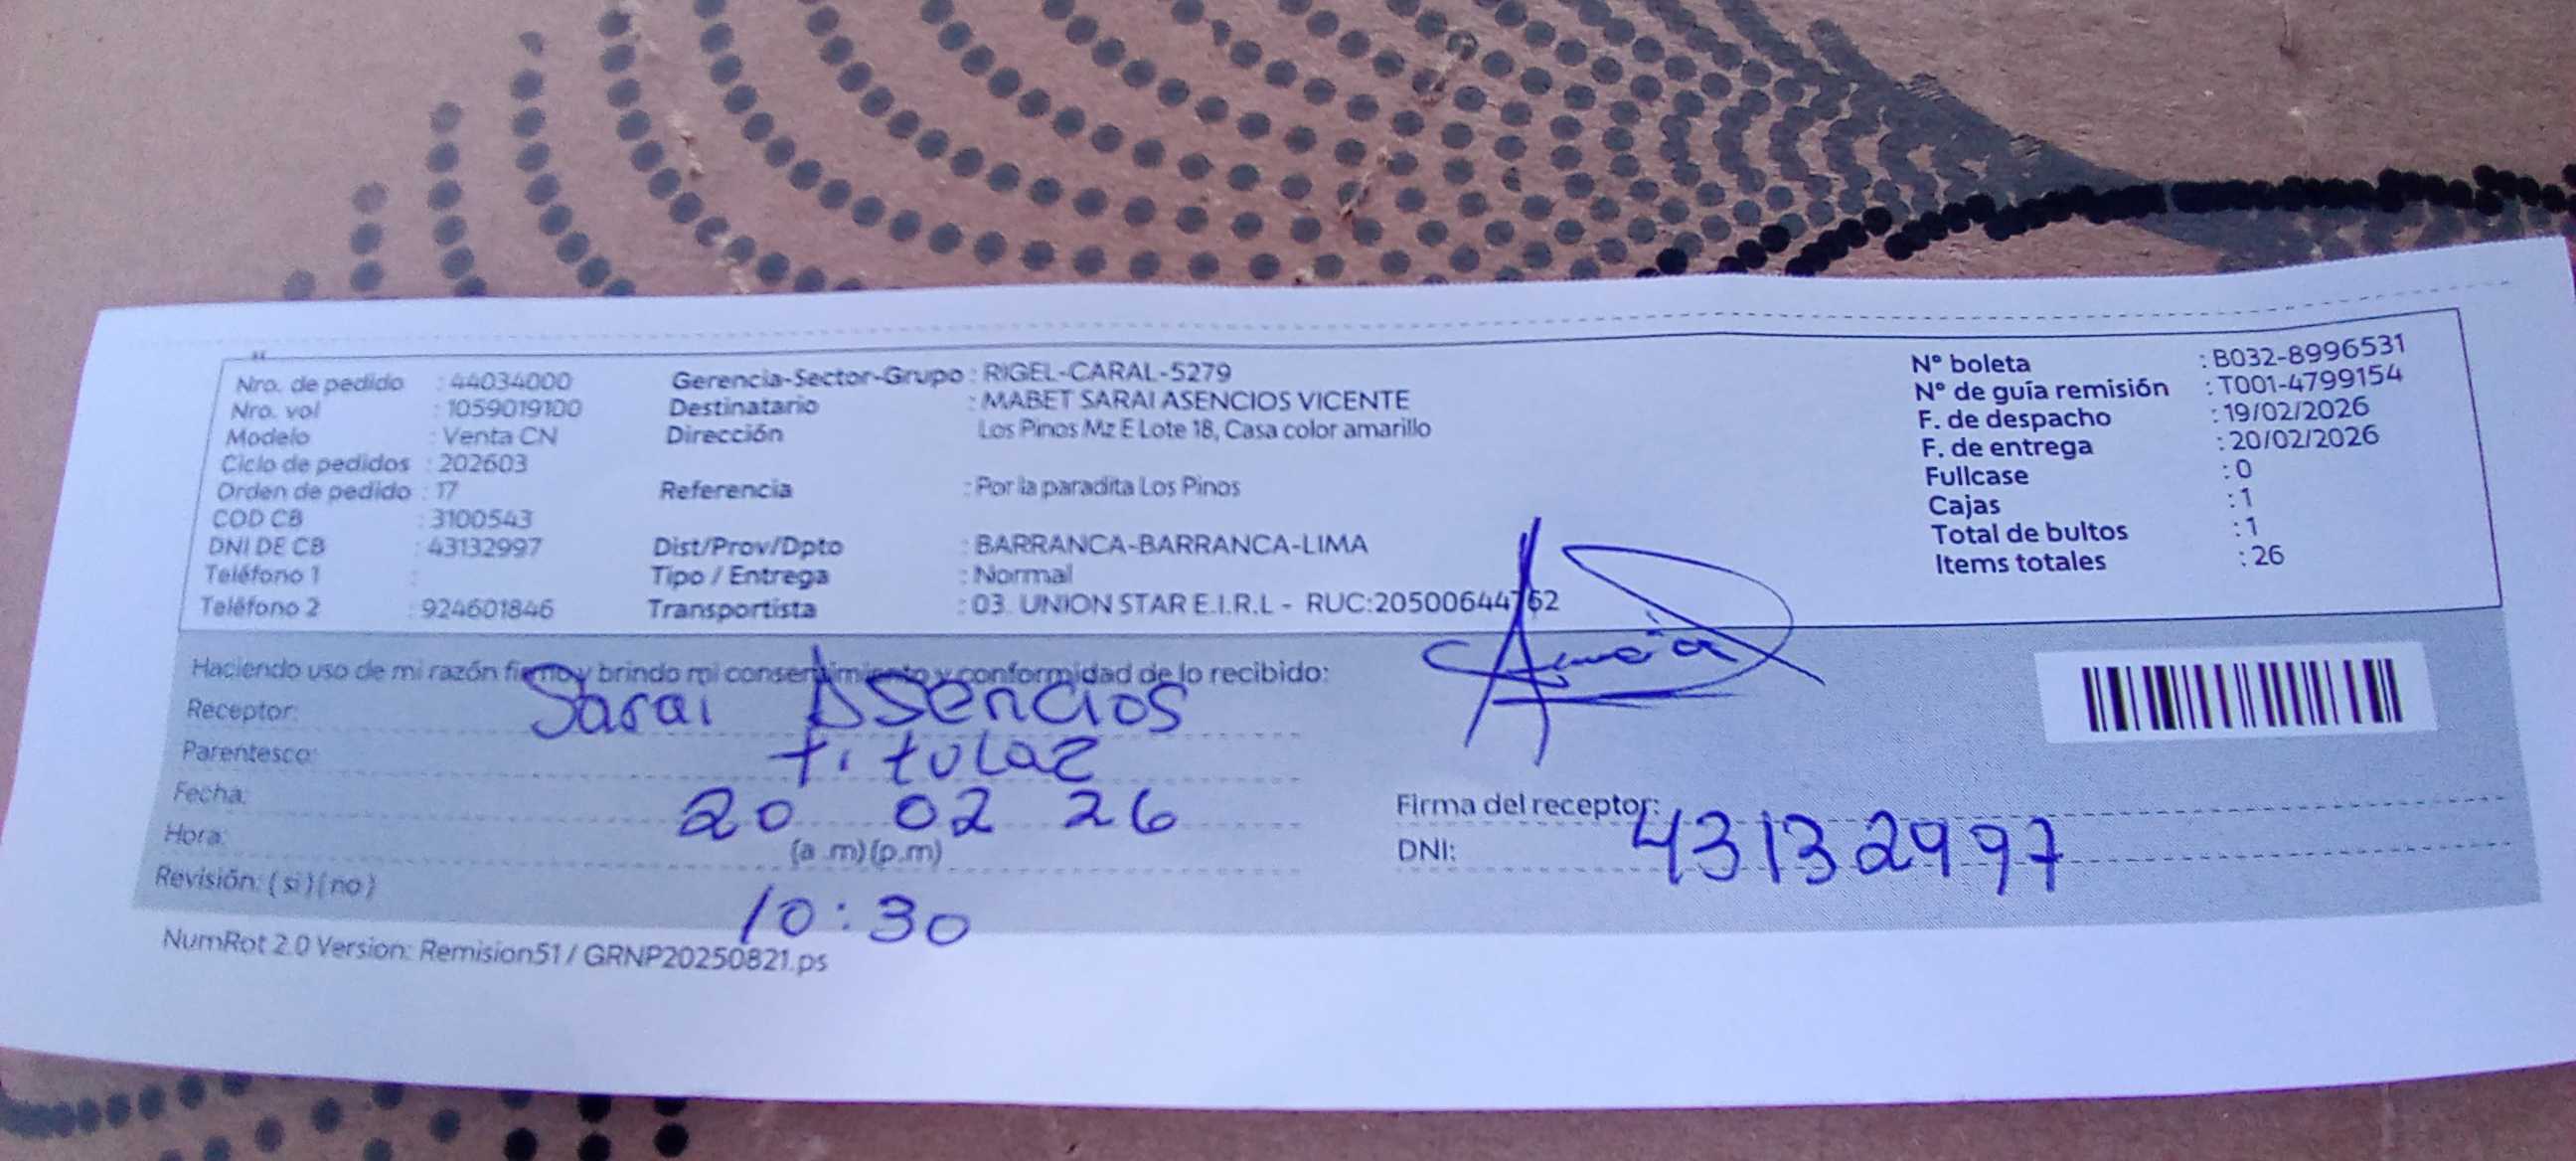 Nro. de pedido : 44034000
Nro. vol : 1059019100
Modelo : Venta CN
Ciclo de pedidos : 202603
Orden de pedido : 17
COD CB : 3100543
DNI DE CB : 43132997
Teléfono 1 :
Teléfono 2 : 924601846
Gerencia-Sector-Grupo : RIGEL-CARAL-5279
Destinatario : MABET SARAI ASENCIOS VICENTE
Dirección Los Pinos Mz E Lote 18, Casa color amarillo
Referencia : Por la paradita Los Pinos
Dist/Prov/Dpto : BARRANCA-BARRANCA-LIMA
Tipo / Entrega : Normal
Transportista : 03. UNION STAR E.I.R.L - RUC:20500644762
N° boleta : B032-8996531
N° de guía remisión : T001-4799154
F. de despacho : 19/02/2026
F. de entrega : 20/02/2026
Fullcase : 0
Cajas : 1
Total de bultos : 1
Items totales : 26
Haciendo uso de mi razón firmo y brindo mi consentimiento y conformidad de lo recibido:
Receptor: Sarai Asencios
Parentesco: titular
Fecha: 20 02 26
Hora: (a .m) (p.m)
Revisión: ( si ) ( no )
10:30
Firma del receptor:
DNI: 43132997
NumRot 2.0 Version: Remision51 / GRNP20250821.ps